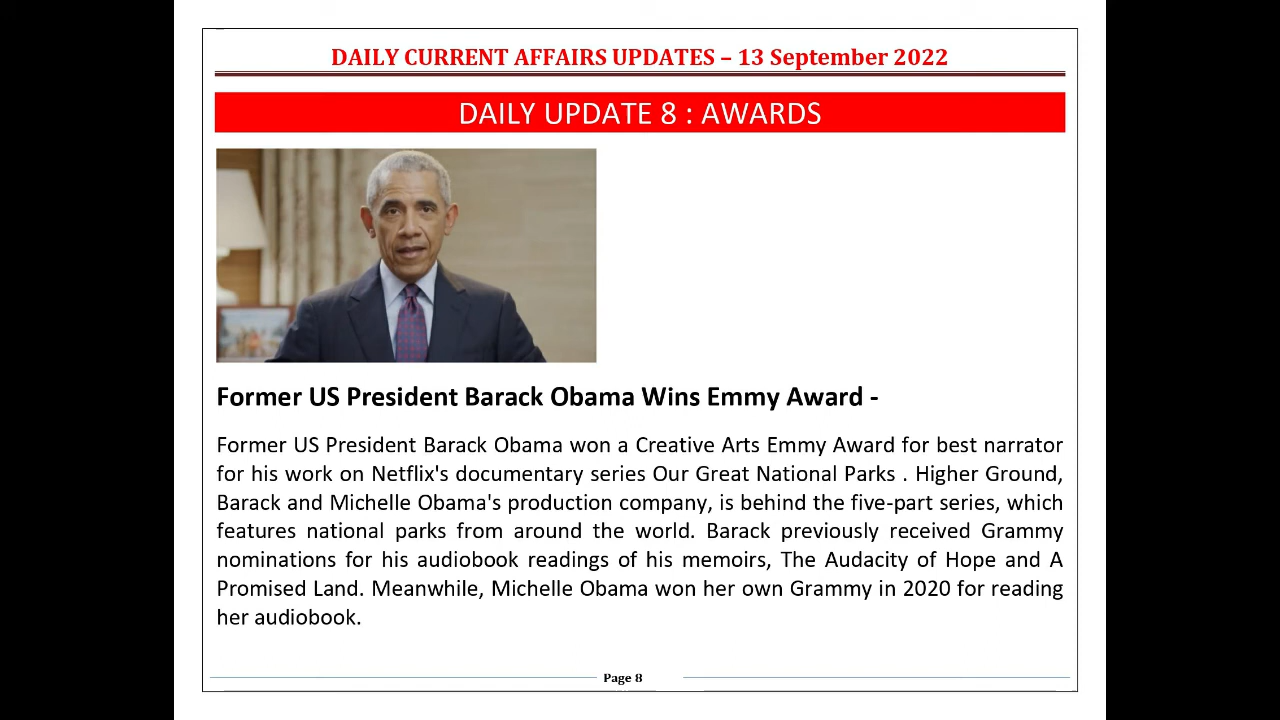 DAILY CURRENT AFFAIRS UPDATES – 13 September 2022
DAILY UPDATE 8 : AWARDS
Former US President Barack Obama Wins Emmy Award -
Former US President Barack Obama won a Creative Arts Emmy Award for best narrator
for his work on Netflix's documentary series Our Great National Parks . Higher Ground,
Barack and Michelle Obama's production company, is behind the five-part series, which
features national parks from around the world. Barack previously received Grammy
nominations for his audiobook readings of his memoirs, The Audacity of Hope and A
Promised Land. Meanwhile, Michelle Obama won her own Grammy in 2020 for reading
her audiobook.
Page 8